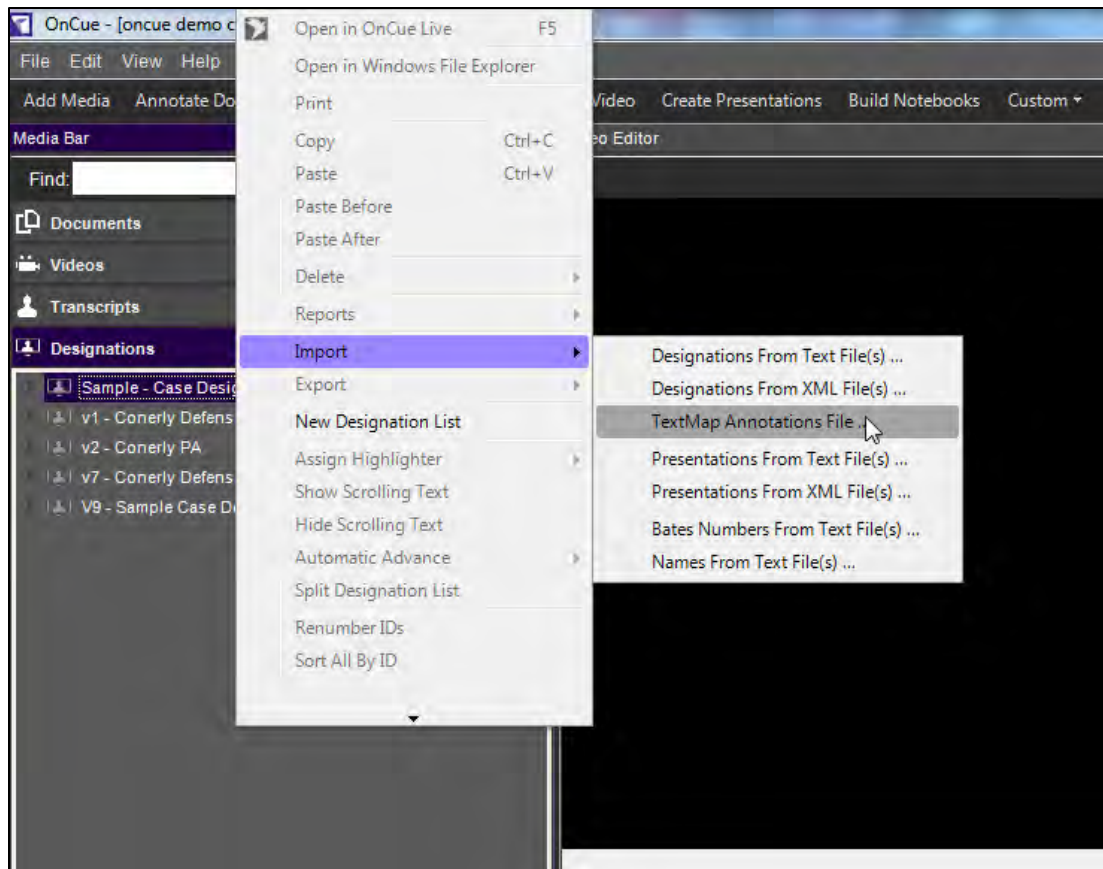 OnCue - [oncue demo c
File Edit View Help
Add Media Annotate Do
Video Create Presentations Build Notebooks Custom
Media Bar
eo Editor
Find:
Documents
Videos
Transcripts
Designations
Sample - Case Desig
v1 - Conerly Defens
v2 - Conerly PA
v7 - Conerly Defens
V9 - Sample Case De
Open in OnCue Live F5
Open in Windows File Explorer
Print
Copy Ctrl+C
Paste Ctrl+V
Paste Before
Paste After
Delete
Reports
Import
Export
New Designation List
Assign Highlighter
Show Scrolling Text
Hide Scrolling Text
Automatic Advance
Split Designation List
Renumber IDs
Sort All By ID
Designations From Text File(s) ...
Designations From XML File(s) ...
TextMap Annotations File ...
Presentations From Text File(s) ...
Presentations From XML File(s) ...
Bates Numbers From Text File(s) ...
Names From Text File(s) ...